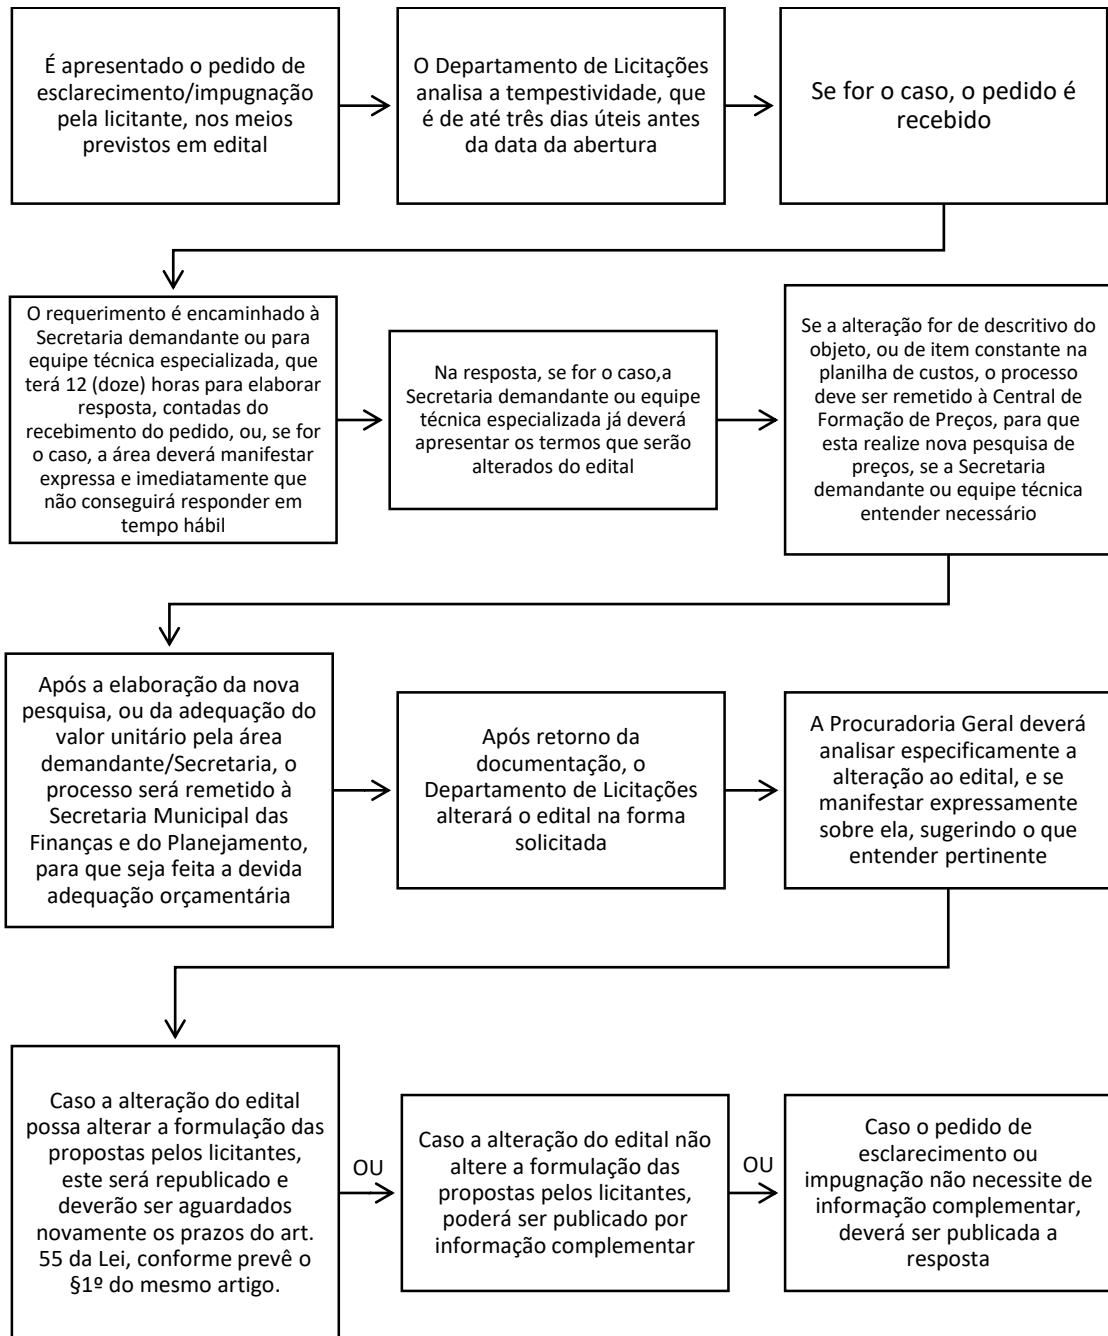 É apresentado o pedido de
esclarecimento/impugnação
pela licitante, nos meios
previstos em edital
O Departamento de Licitações
analisa a tempestividade, que
é de até três dias úteis antes
da data da abertura
Se for o caso, o pedido é
recebido
O requerimento é encaminhado à
Secretaria demandante ou para
equipe técnica especializada, que
terá 12 (doze) horas para elaborar
resposta, contadas do
recebimento do pedido, ou, se for
o caso, a área deverá manifestar
expressa e imediatamente que
não conseguirá responder em
tempo hábil
Na resposta, se for o caso,a
Secretaria demandante ou equipe
técnica especializada já deverá
apresentar os termos que serão
alterados do edital
Se a alteração for de descritivo do
objeto, ou de item constante na
planilha de custos, o processo
deve ser remetido à Central de
Formação de Preços, para que
esta realize nova pesquisa de
preços, se a Secretaria
demandante ou equipe técnica
entender necessário
Após a elaboração da nova
pesquisa, ou da adequação do
valor unitário pela área
demandante/Secretaria, o
processo será remetido à
Secretaria Municipal das
Finanças e do Planejamento,
para que seja feita a devida
adequação orçamentária
Após retorno da
documentação, o
Departamento de Licitações
alterará o edital na forma
solicitada
A Procuradoria Geral deverá
analisar especificamente a
alteração ao edital, e se
manifestar expressamente
sobre ela, sugerindo o que
entender pertinente
Caso a alteração do edital
possa alterar a formulação das
propostas pelos licitantes,
este será republicado e
deverão ser aguardados
novamente os prazos do art.
55 da Lei, conforme prevê o
§1º do mesmo artigo.
OU
Caso a alteração do edital não
altere a formulação das
propostas pelos licitantes,
poderá ser publicado por
informação complementar
OU
Caso o pedido de
esclarecimento ou
impugnação não necessite de
informação complementar,
deverá ser publicada a
resposta